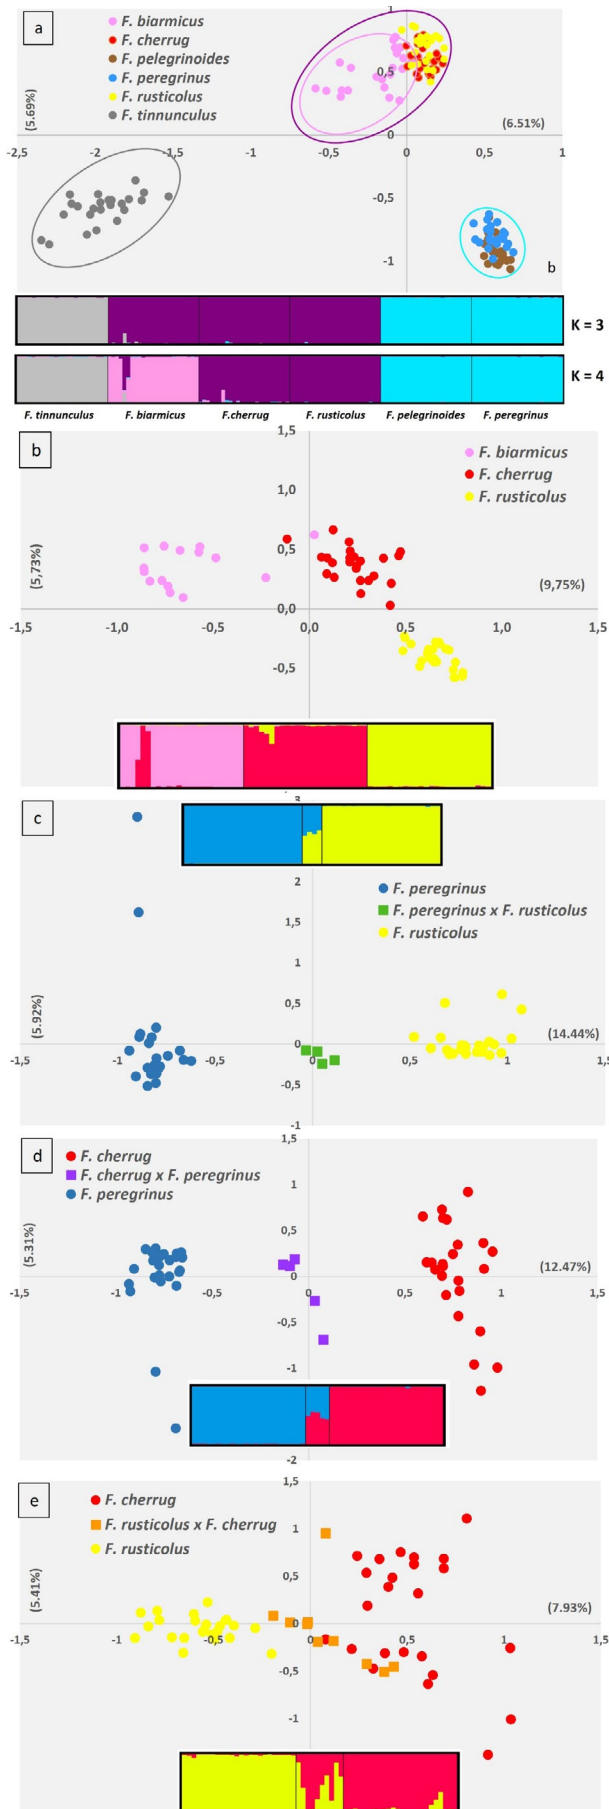 a
F. biarmicus
F. cherrug
F. pelegrinoides
F. peregrinus
F. rusticolus
F. tinnunculus
(5.69%)
(6.51%)
1
0,5
0
-2,5 -2 -1,5 -1 -0,5 0 0,5 1
-0,5
-1
b
K = 3
K = 4
F. tinnunculus F. biarmicus F.cherrug F. rusticolus F. pelegrinoides F. peregrinus
b
1,5
F. biarmicus
F. cherrug
F. rusticolus
1,0
0,5
(5,73%)
(9,75%)
0,0
-1,5 -1,0 -0,5 0,0 0,5 1,0 1,5
-0,5
c
2
F. peregrinus
F. peregrinus x F. rusticolus
F. rusticolus
1,5
1
0,5
(5.92%)
(14.44%)
0
-1,5 -1 -0,5 0 0,5 1 1,5
-0,5
-1
d
1,5
F. cherrug
F. cherrug x F. peregrinus
F. peregrinus
1
0,5
(5.31%)
(12.47%)
0
-1,5 -1 -0,5 0 0,5 1 1,5
-0,5
-1
-2
e
1,5
F. cherrug
F. rusticolus x F. cherrug
F. rusticolus
1
0,5
(5.41%)
(7.93%)
0
-1,5 -1 -0,5 0 0,5 1 1,5
-0,5
-1